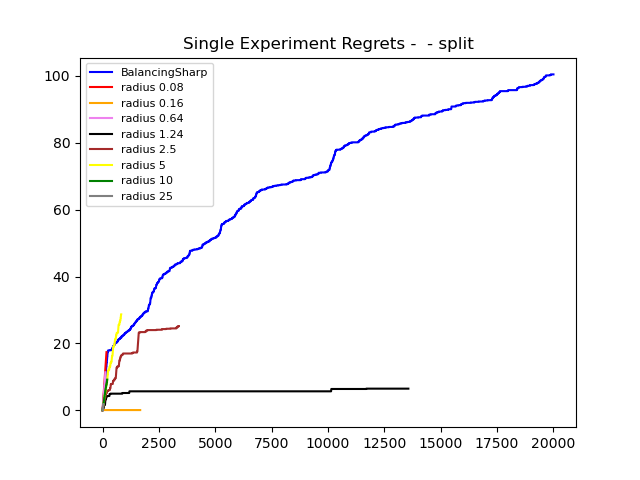 Single Experiment Regrets -  - split
100
80
60
40
20
0
BalancingSharp
radius 0.08
radius 0.16
radius 0.64
radius 1.24
radius 2.5
radius 5
radius 10
radius 25
0 2500 5000 7500 10000 12500 15000 17500 20000